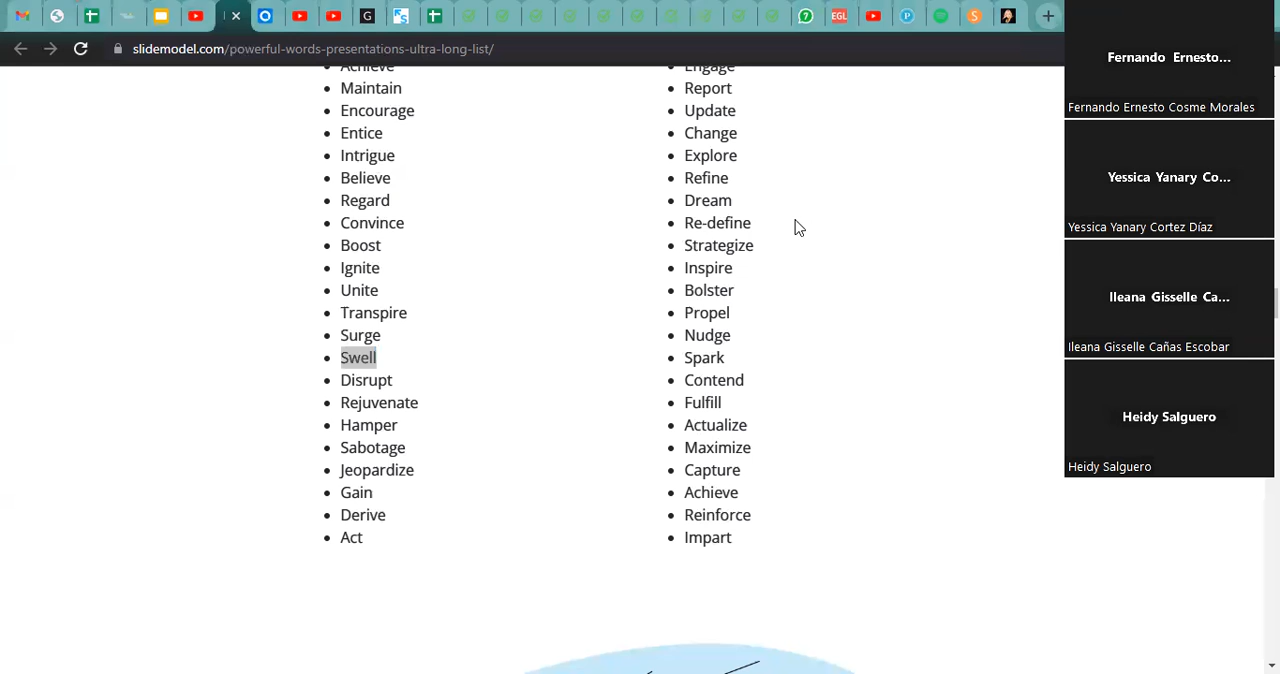 slidemodel.com/powerful-words-presentations-ultra-long-list/
Achieve
Maintain
Encourage
Entice
Intrigue
Believe
Regard
Convince
Boost
Ignite
Unite
Transpire
Surge
Swell
Disrupt
Rejuvenate
Hamper
Sabotage
Jeopardize
Gain
Derive
Act
Engage
Report
Update
Change
Explore
Refine
Dream
Re-define
Strategize
Inspire
Bolster
Propel
Nudge
Spark
Contend
Fulfill
Actualize
Maximize
Capture
Achieve
Reinforce
Impart
Fernando Ernesto...
Fernando Ernesto Cosme Morales
Yessica Yanary Co...
Yessica Yanary Cortez Díaz
Ileana Gisselle Ca...
Ileana Gisselle Cañas Escobar
Heidy Salguero
Heidy Salguero